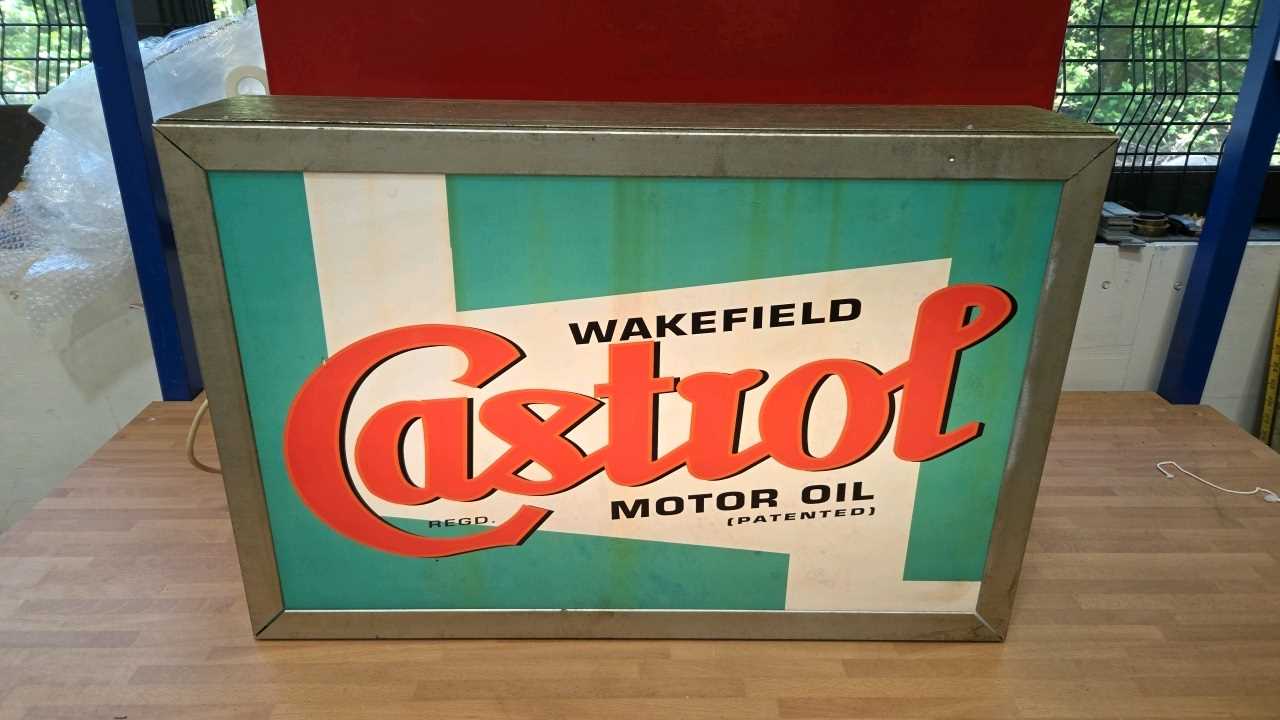 WAKEFIELD
Castrol
REGD.
MOTOR OIL
(PATENTED)